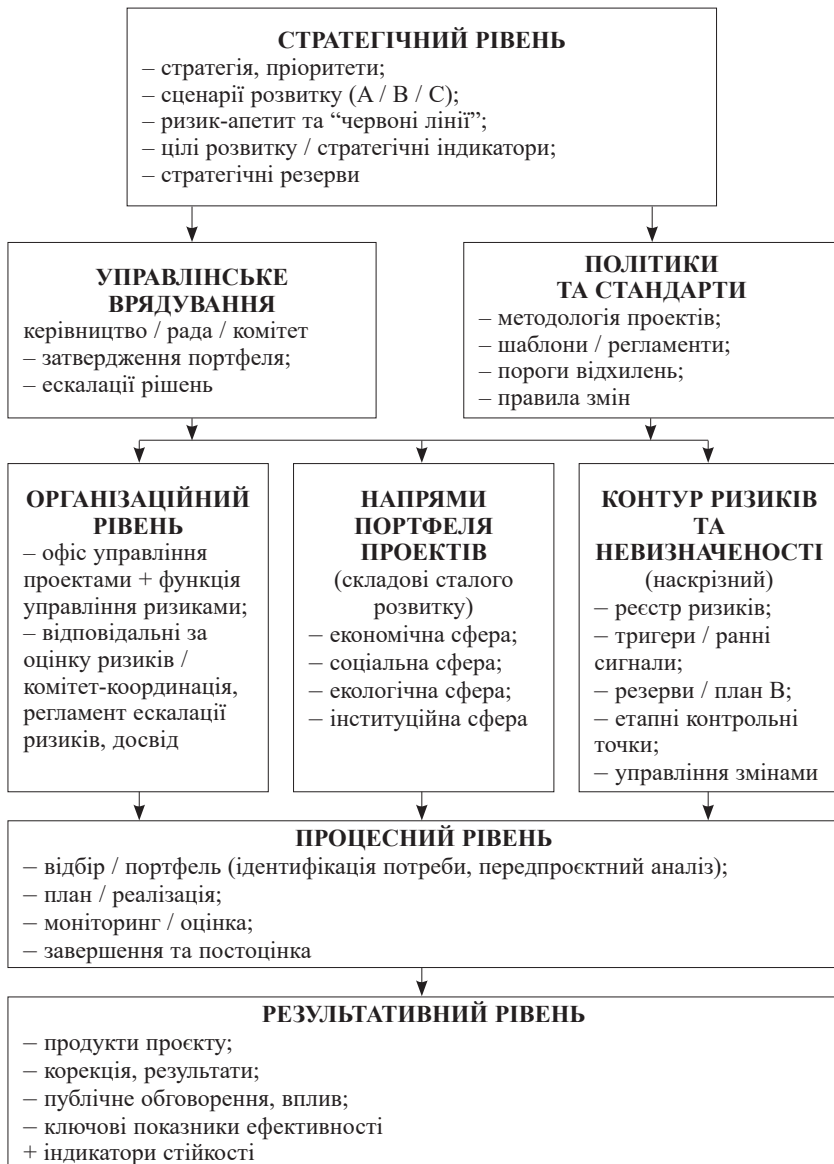 СТРАТЕГІЧНИЙ РІВЕНЬ
– стратегія, пріоритети;
– сценарії розвитку (А / В / С);
– ризик-апетит та “червоні лінії”;
– цілі розвитку / стратегічні індикатори;
– стратегічні резерви
УПРАВЛІНСЬКЕ
ВРЯДУВАННЯ
керівництво / рада / комітет
– затвердження портфеля;
– ескалації рішень
ПОЛІТИКИ
ТА СТАНДАРТИ
– методологія проектів;
– шаблони / регламенти;
– пороги відхилень;
– правила змін
ОРГАНІЗАЦІЙНИЙ
РІВЕНЬ
– офіс управління
проектами + функція
управління ризиками;
– відповідальні за
оцінку ризиків /
комітет-координація,
регламент ескалації
ризиків, досвід
НАПРЯМИ
ПОРТФЕЛЯ
ПРОЕКТІВ
(складові сталого
розвитку)
– економічна сфера;
– соціальна сфера;
– екологічна сфера;
– інституційна сфера
КОНТУР РИЗИКІВ
ТА
НЕВИЗНАЧЕНОСТІ
(наскрізний)
– реєстр ризиків;
– тригери / ранні
сигнали;
– резерви / план В;
– етапні контрольні
точки;
– управління змінами
ПРОЦЕСНИЙ РІВЕНЬ
– відбір / портфель (ідентифікація потреби, передпроєктний аналіз);
– план / реалізація;
– моніторинг / оцінка;
– завершення та постоцінка
РЕЗУЛЬТАТИВНИЙ РІВЕНЬ
– продукти проєкту;
– корекція, результати;
– публічне обговорення, вплив;
– ключові показники ефективності
+ індикатори стійкості